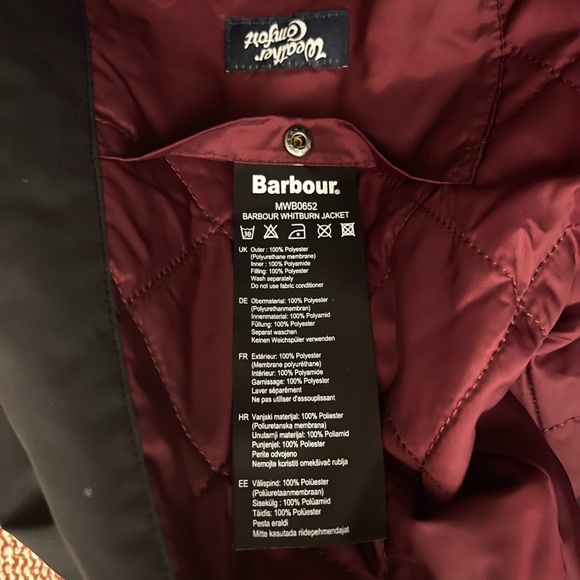 Weather
Comfort
Barbour.
MWB0652
BARBOUR WHITBURN JACKET
30
UK Outer : 100% Polyester
(Polyurethane membrane)
Inner : 100% Polyamide
Filling: 100% Polyester
Wash separately
Do not use fabric conditioner
DE Obermaterial: 100% Polyester
(Polyurethanmembran)
Innenmaterial: 100% Polyamid
Füllung: 100% Polyester
Separat waschen
Keinen Weichspüler verwenden
FR Extérieur: 100% Polyester
(Membrane polyuréthane)
Intérieur: 100% Polyamide
Garnissage: 100% Polyester
Laver séparément
Ne pas utiliser d'assouplissant
HR Vanjski materijal: 100% Poliester
(Poliuretanska membrana)
Unutarnji materijal: 100% Poliamid
Punjenje: 100% Poliester
Perite odvojeno
Nemojte koristiti omekšivač rublja
EE Välispind: 100% Polüester
(Polüuretaanmembraan)
Sisekülg : 100% Polüamiid
Täidis: 100% Polüester
Pesta eraldi
Mitte kasutada riidepehmendajat